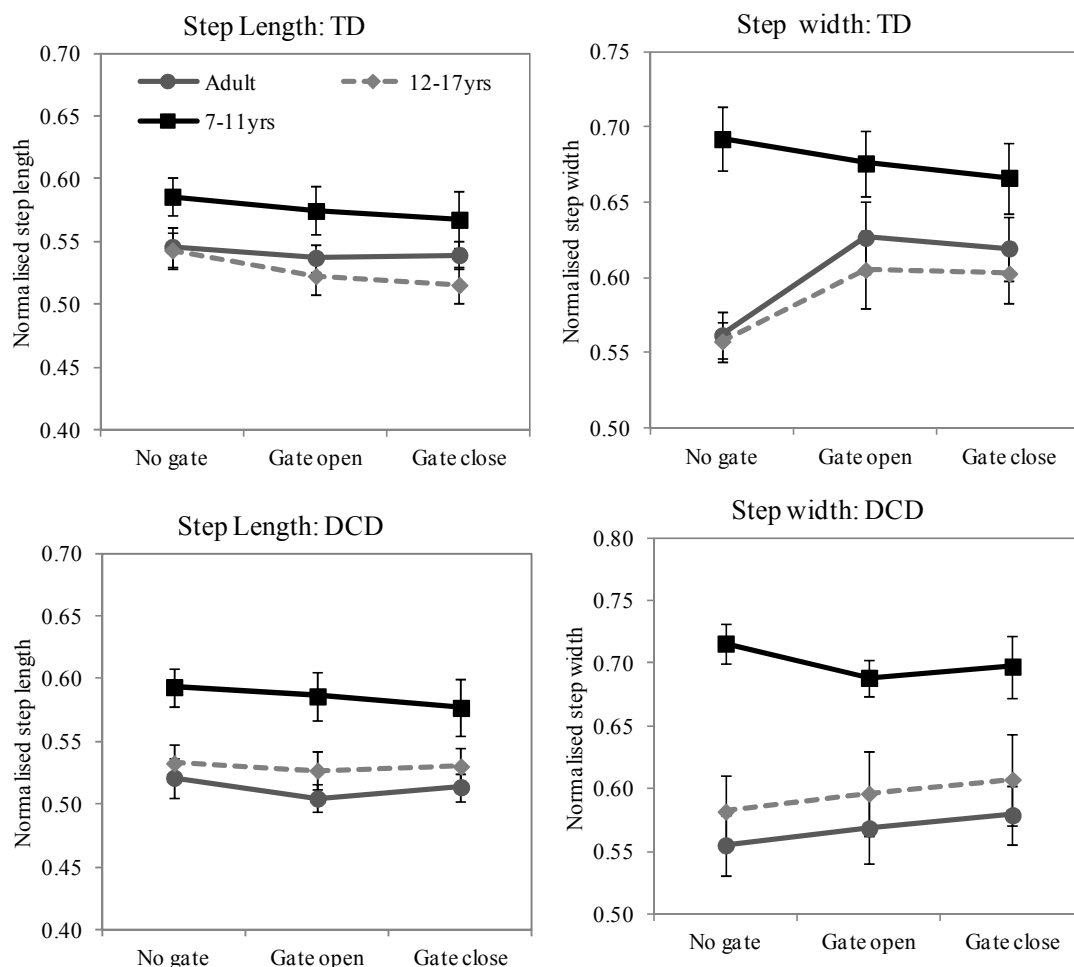 Step Length: TD
Normalised step length
0.70
0.65
0.60
0.55
0.50
0.45
0.40
Adult
12-17yrs
7-11yrs
No gate Gate open Gate close
Step width: TD
Normalised step width
0.75
0.70
0.65
0.60
0.55
0.50
No gate Gate open Gate close
Step Length: DCD
Normalised step length
0.70
0.65
0.60
0.55
0.50
0.45
0.40
No gate Gate open Gate close
Step width: DCD
Normalised step width
0.80
0.70
0.60
0.55
0.50
No gate Gate open Gate close